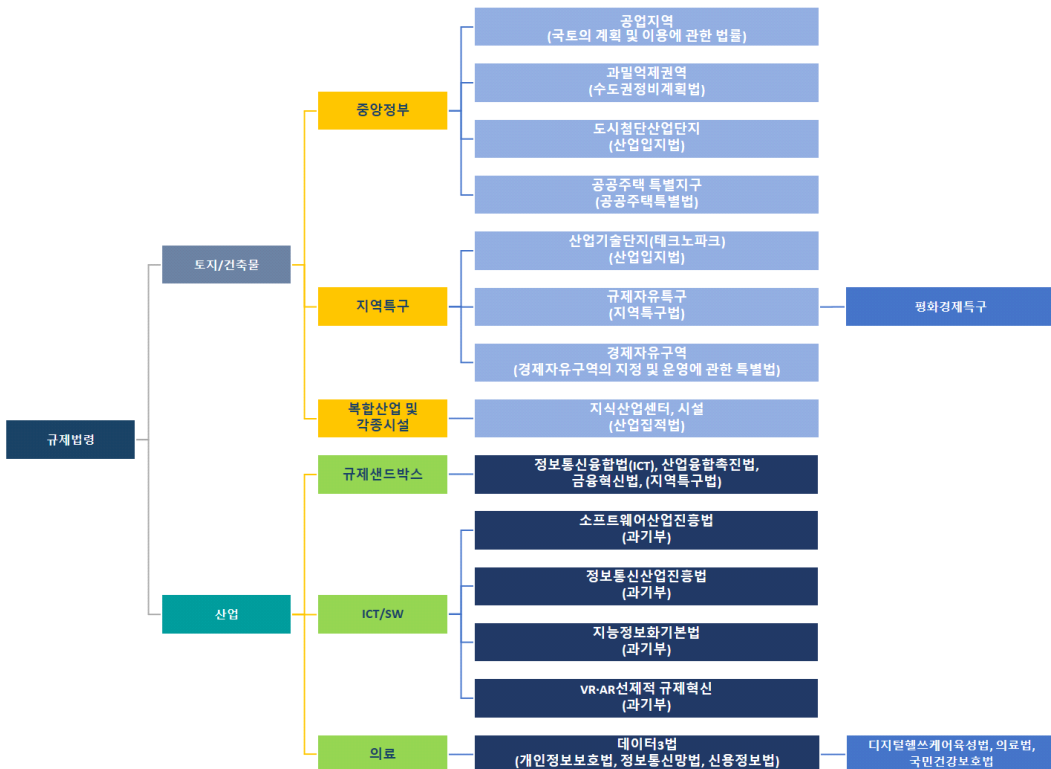 공업지역
(국토의 계획 및 이용에 관한 법률)
과밀억제권역
(수도권정비계획법)
중앙정부
도시첨단산업단지
(산업입지법)
공공주택 특별지구
(공공주택특별법)
토지/건축물
산업기술단지(테크노파크)
(산업입지법)
지역특구
규제자유특구
(지역특구법)
평화경제특구
경제자유구역
(경제자유구역의 지정 및 운영에 관한 특별법)
복합산업 및
각종시설
지식산업센터, 시설
(산업집적법)
규제법령
규제샌드박스
정보통신융합법(ICT), 산업융합촉진법,
금융혁신법, (지역특구법)
소프트웨어산업진흥법
(과기부)
정보통신산업진흥법
(과기부)
산업
ICT/SW
지능정보화기본법
(과기부)
VR·AR선제적 규제혁신
(과기부)
의료
데이터3법
(개인정보보호법, 정보통신망법, 신용정보법)
디지털헬쓰케어육성법, 의료법,
국민건강보호법